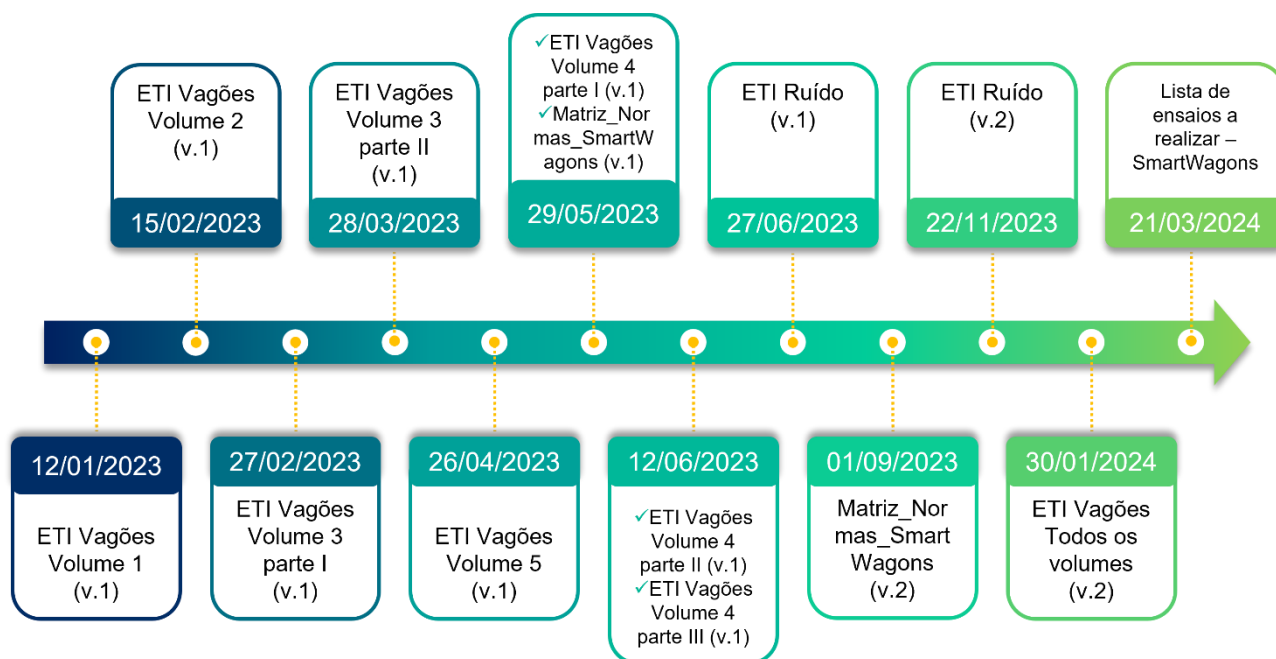 ETI Vagões
Volume 2
(v.1)
15/02/2023
ETI Vagões
Volume 3
parte II
(v.1)
28/03/2023
✓ETI Vagões
Volume 4
parte I (v.1)
✓Matriz_Nor
mas_SmartW
agons (v.1)
29/05/2023
ETI Ruído
(v.1)
27/06/2023
ETI Ruído
(v.2)
22/11/2023
Lista de
ensaios a
realizar –
SmartWagons
21/03/2024
12/01/2023
ETI Vagões
Volume 1
(v.1)
27/02/2023
ETI Vagões
Volume 3
parte I
(v.1)
26/04/2023
ETI Vagões
Volume 5
(v.1)
12/06/2023
✓ETI Vagões
Volume 4
parte II (v.1)
✓ETI Vagões
Volume 4
parte III (v.1)
01/09/2023
Matriz_Nor
mas_Smart
Wagons
(v.2)
30/01/2024
ETI Vagões
Todos os
volumes
(v.2)